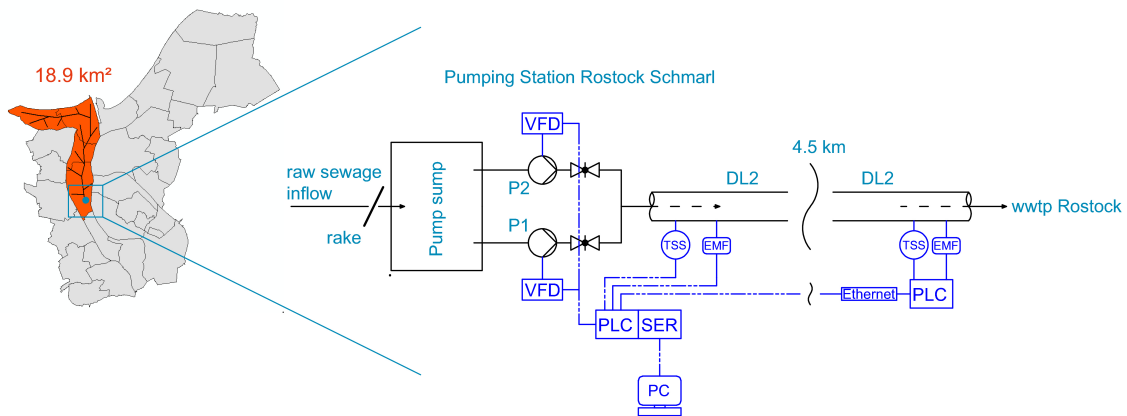 18.9 km²
Pumping Station Rostock Schmarl
VFD
4.5 km
raw sewage
inflow
rake
Pump sump
P2
P1
DL2
DL2
wwtp Rostock
TSS
EMF
TSS
EMF
VFD
Ethernet
PLC
PLC
SER
PC